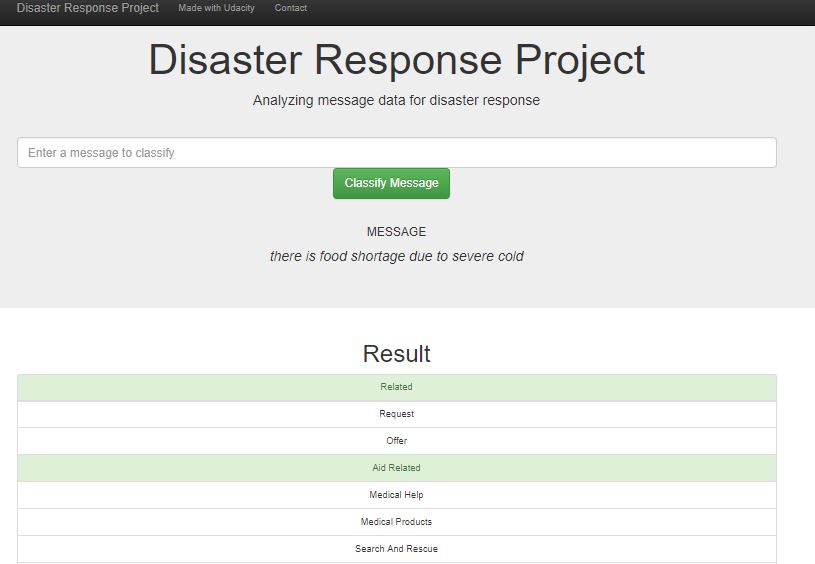 Disaster Response Project Made with Udacity Contact
Disaster Response Project
Analyzing message data for disaster response
Enter a message to classify
Classify Message
MESSAGE
there is food shortage due to severe cold
Result
Related
Request
Offer
Aid Related
Medical Help
Medical Products
Search And Rescue